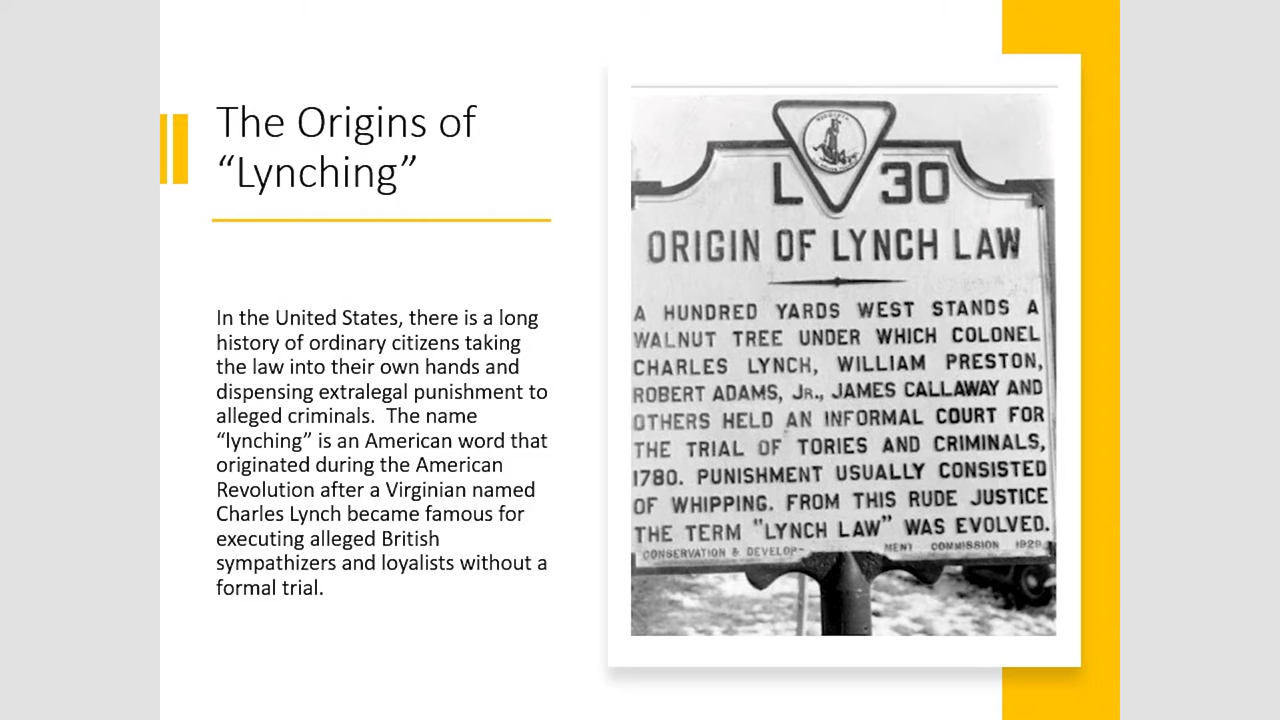 The Origins of
“Lynching”
In the United States, there is a long
history of ordinary citizens taking
the law into their own hands and
dispensing extralegal punishment to
alleged criminals.  The name
“lynching” is an American word that
originated during the American
Revolution after a Virginian named
Charles Lynch became famous for
executing alleged British
sympathizers and loyalists without a
formal trial.
L 30
ORIGIN OF LYNCH LAW
A HUNDRED YARDS WEST STANDS A
WALNUT TREE UNDER WHICH COLONEL
CHARLES LYNCH, WILLIAM PRESTON,
ROBERT ADAMS, JR., JAMES CALLAWAY AND
OTHERS HELD AN INFORMAL COURT FOR
THE TRIAL OF TORIES AND CRIMINALS,
1780. PUNISHMENT USUALLY CONSISTED
OF WHIPPING. FROM THIS RUDE JUSTICE
THE TERM "LYNCH LAW" WAS EVOLVED.
CONSERVATION & DEVELOP- MENT COMMISSION 1929